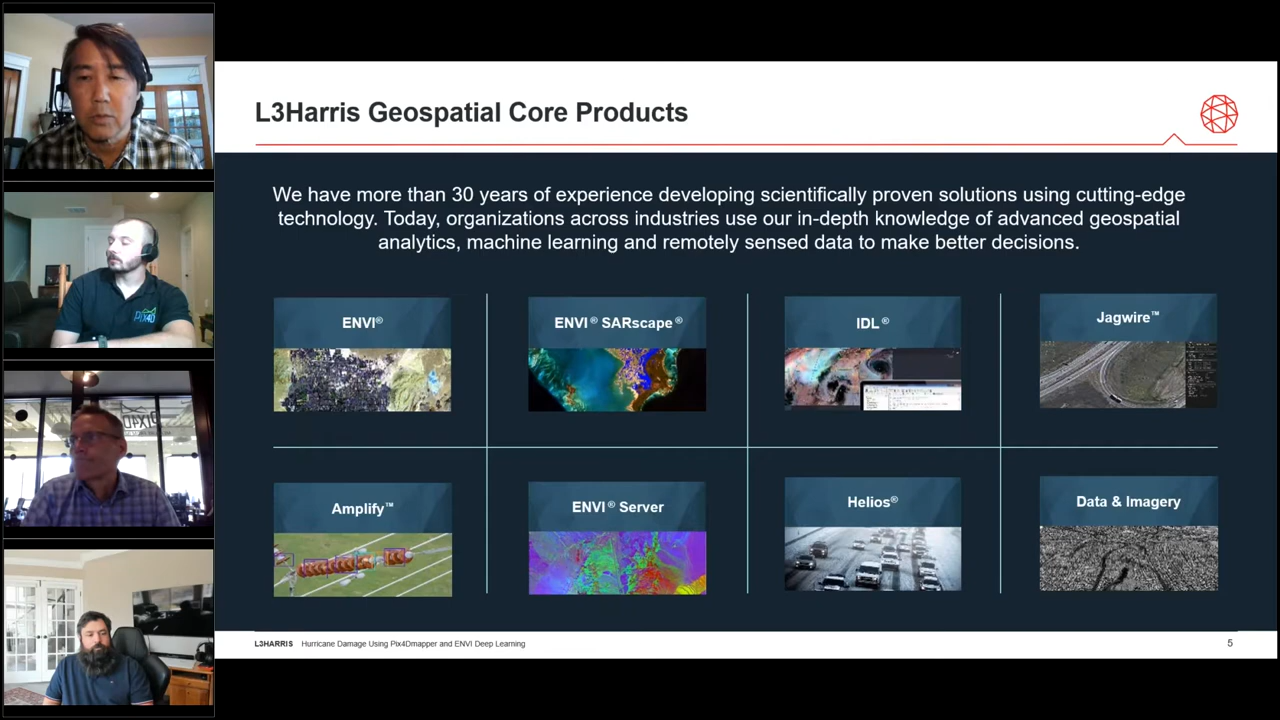 L3Harris Geospatial Core Products
We have more than 30 years of experience developing scientifically proven solutions using cutting-edge
technology. Today, organizations across industries use our in-depth knowledge of advanced geospatial
analytics, machine learning and remotely sensed data to make better decisions.
ENVI®
ENVI® SARscape®
IDL®
Jagwire™
Amplify™
ENVI® Server
Helios®
Data & Imagery
L3HARRIS Hurricane Damage Using Pix4Dmapper and ENVI Deep Learning
5
pix4D
PIX4D